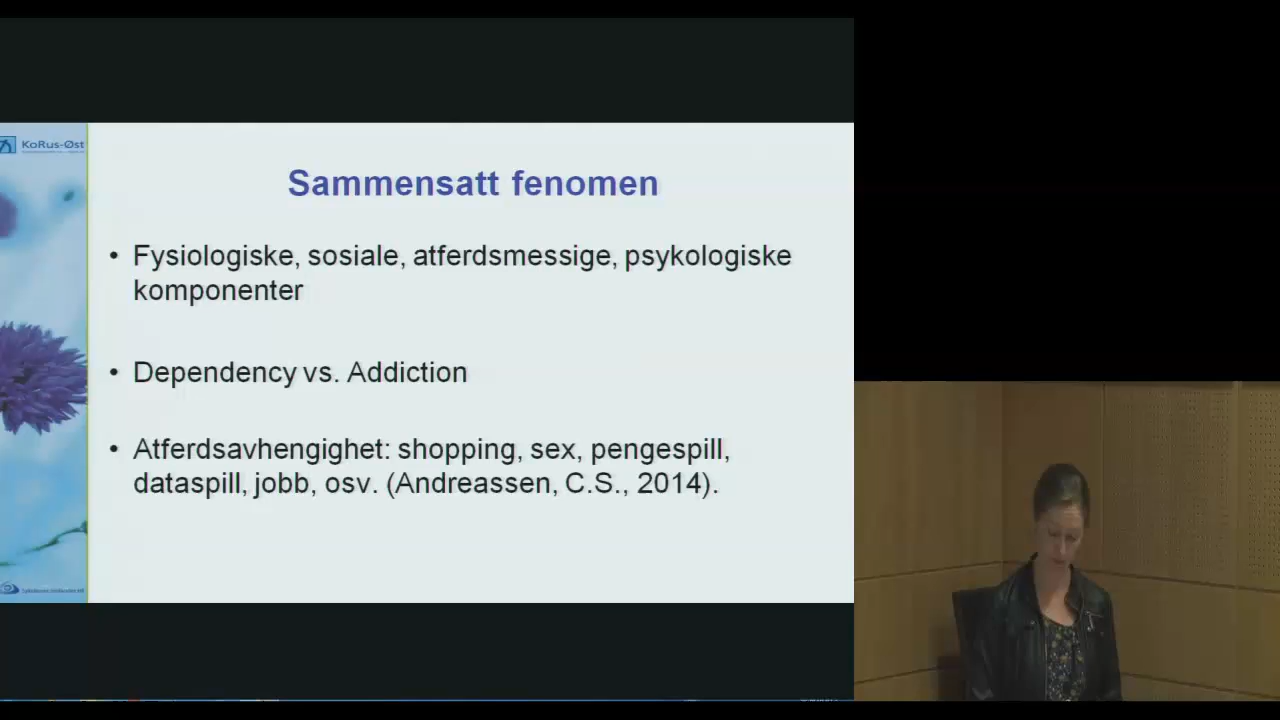 KoRus-Øst
Sammensatt fenomen
• Fysiologiske, sosiale, atferdsmessige, psykologiske
komponenter
• Dependency vs. Addiction
• Atferdsavhengighet: shopping, sex, pengespill,
dataspill, jobb, osv. (Andreassen, C.S., 2014).